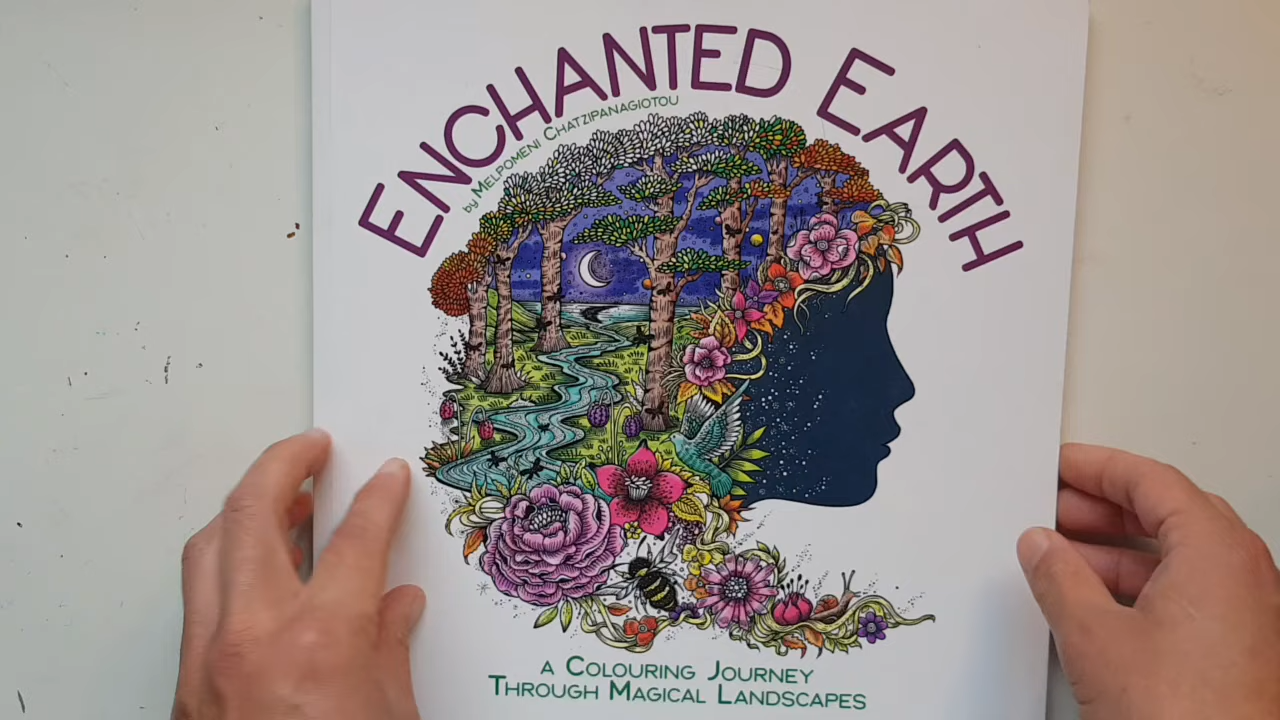 ENCHANTED EARTH
by MELPOMENI CHATZIPANAGIOTOU
A COLOURING JOURNEY
THROUGH MAGICAL LANDSCAPES